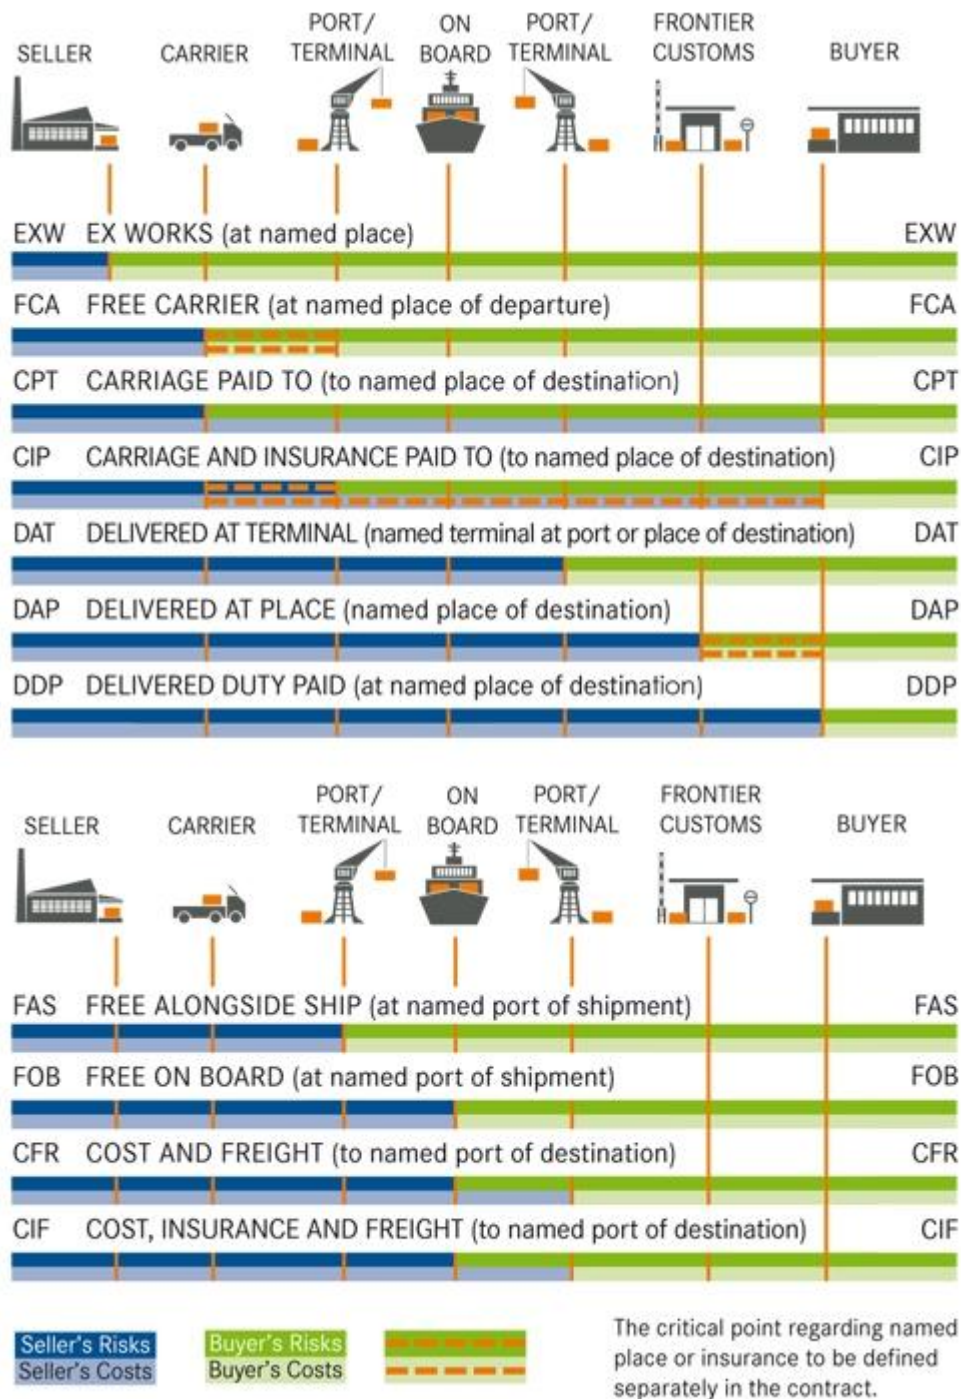 SELLER CARRIER PORT/ TERMINAL ON BOARD PORT/ TERMINAL FRONTIER CUSTOMS BUYER
EXW EX WORKS (at named place) EXW
FCA FREE CARRIER (at named place of departure) FCA
CPT CARRIAGE PAID TO (to named place of destination) CPT
CIP CARRIAGE AND INSURANCE PAID TO (to named place of destination) CIP
DAT DELIVERED AT TERMINAL (named terminal at port or place of destination) DAT
DAP DELIVERED AT PLACE (named place of destination) DAP
DDP DELIVERED DUTY PAID (at named place of destination) DDP
SELLER CARRIER PORT/ TERMINAL ON BOARD PORT/ TERMINAL FRONTIER CUSTOMS BUYER
FAS FREE ALONGSIDE SHIP (at named port of shipment) FAS
FOB FREE ON BOARD (at named port of shipment) FOB
CFR COST AND FREIGHT (to named port of destination) CFR
CIF COST, INSURANCE AND FREIGHT (to named port of destination) CIF
Seller's Risks
Seller's Costs
Buyer's Risks
Buyer's Costs
The critical point regarding named
place or insurance to be defined
separately in the contract.